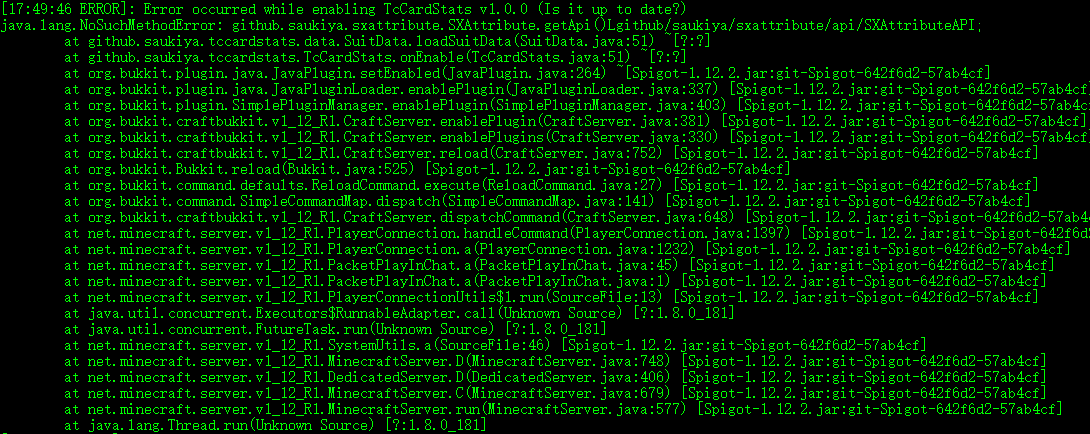 [17:49:46 ERROR]: Error occurred while enabling TcCardStats v1.0.0 (Is it up to date?)
java.lang.NoSuchMethodError: github.saukiya.sxattribute.SXAttribute.getApi()Lgithub/saukiya/sxattribute/api/SXAttributeAPI;
at github.saukiya.tccardstats.data.SuitData.loadSuitData(SuitData.java:51) ~[?:?]
at github.saukiya.tccardstats.TcCardStats.onEnable(TcCardStats.java:51) ~[?:?]
at org.bukkit.plugin.java.JavaPlugin.setEnabled(JavaPlugin.java:264) ~[Spigot-1.12.2.jar:git-Spigot-642f6d2-57ab4cf]
at org.bukkit.plugin.java.JavaPluginLoader.enablePlugin(JavaPluginLoader.java:337) [Spigot-1.12.2.jar:git-Spigot-642f6d2-57ab4cf]
at org.bukkit.plugin.SimplePluginManager.enablePlugin(SimplePluginManager.java:403) [Spigot-1.12.2.jar:git-Spigot-642f6d2-57ab4cf]
at org.bukkit.craftbukkit.v1_12_R1.CraftServer.enablePlugin(CraftServer.java:381) [Spigot-1.12.2.jar:git-Spigot-642f6d2-57ab4cf]
at org.bukkit.craftbukkit.v1_12_R1.CraftServer.enablePlugins(CraftServer.java:330) [Spigot-1.12.2.jar:git-Spigot-642f6d2-57ab4cf]
at org.bukkit.craftbukkit.v1_12_R1.CraftServer.reload(CraftServer.java:752) [Spigot-1.12.2.jar:git-Spigot-642f6d2-57ab4cf]
at org.bukkit.Bukkit.reload(Bukkit.java:525) [Spigot-1.12.2.jar:git-Spigot-642f6d2-57ab4cf]
at org.bukkit.command.defaults.ReloadCommand.execute(ReloadCommand.java:27) [Spigot-1.12.2.jar:git-Spigot-642f6d2-57ab4cf]
at org.bukkit.command.SimpleCommandMap.dispatch(SimpleCommandMap.java:141) [Spigot-1.12.2.jar:git-Spigot-642f6d2-57ab4cf]
at org.bukkit.craftbukkit.v1_12_R1.CraftServer.dispatchCommand(CraftServer.java:648) [Spigot-1.12.2.jar:git-Spigot-642f6d2-57ab4cf]
at net.minecraft.server.v1_12_R1.PlayerConnection.handleCommand(PlayerConnection.java:1397) [Spigot-1.12.2.jar:git-Spigot-642f6d2-57ab4cf]
at net.minecraft.server.v1_12_R1.PlayerConnection.a(PlayerConnection.java:1232) [Spigot-1.12.2.jar:git-Spigot-642f6d2-57ab4cf]
at net.minecraft.server.v1_12_R1.PacketPlayInChat.a(PacketPlayInChat.java:45) [Spigot-1.12.2.jar:git-Spigot-642f6d2-57ab4cf]
at net.minecraft.server.v1_12_R1.PacketPlayInChat.a(PacketPlayInChat.java:1) [Spigot-1.12.2.jar:git-Spigot-642f6d2-57ab4cf]
at net.minecraft.server.v1_12_R1.PlayerConnectionUtils$1.run(SourceFile:13) [Spigot-1.12.2.jar:git-Spigot-642f6d2-57ab4cf]
at java.util.concurrent.Executors$RunnableAdapter.call(Unknown Source) [?:1.8.0_181]
at java.util.concurrent.FutureTask.run(Unknown Source) [?:1.8.0_181]
at net.minecraft.server.v1_12_R1.SystemUtils.a(SourceFile:46) [Spigot-1.12.2.jar:git-Spigot-642f6d2-57ab4cf]
at net.minecraft.server.v1_12_R1.MinecraftServer.D(MinecraftServer.java:748) [Spigot-1.12.2.jar:git-Spigot-642f6d2-57ab4cf]
at net.minecraft.server.v1_12_R1.DedicatedServer.D(DedicatedServer.java:406) [Spigot-1.12.2.jar:git-Spigot-642f6d2-57ab4cf]
at net.minecraft.server.v1_12_R1.MinecraftServer.C(MinecraftServer.java:679) [Spigot-1.12.2.jar:git-Spigot-642f6d2-57ab4cf]
at net.minecraft.server.v1_12_R1.MinecraftServer.run(MinecraftServer.java:577) [Spigot-1.12.2.jar:git-Spigot-642f6d2-57ab4cf]
at java.lang.Thread.run(Unknown Source) [?:1.8.0_181]